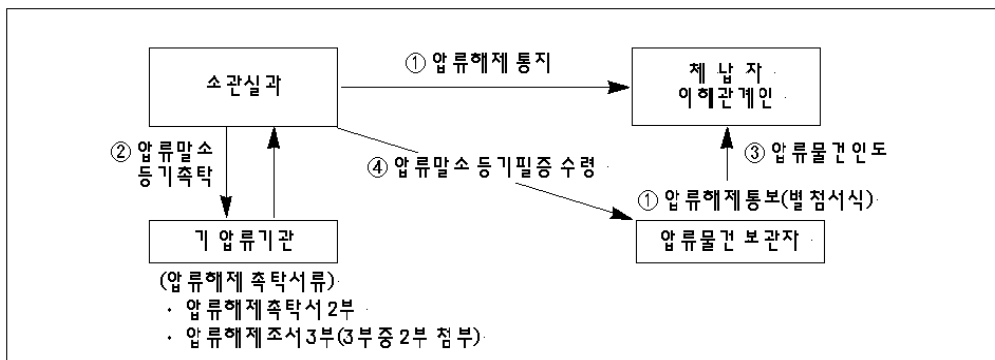 ① 압류해제 통지
소관실과
체 납 자
이해관계인
② 압류말소
등기촉탁
③ 압류물건인도
④ 압류말소 등기필증 수령
① 압류해제통보(별첨서식)
기 압류기관
압류물건 보관자
(압류해제 촉탁서류)
· 압류해제촉탁서 2부
· 압류해제조서3부(3부중 2부 첨부)